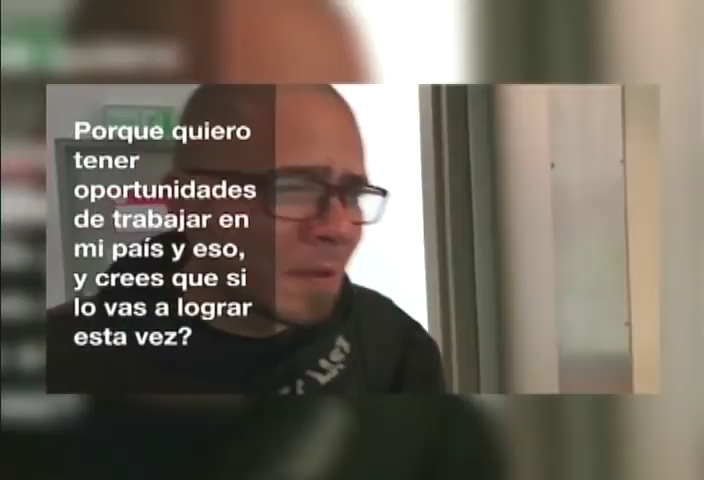 Porque quiero
tener
oportunidades
de trabajar en
mi país y eso,
y crees que si
lo vas a lograr
esta vez?